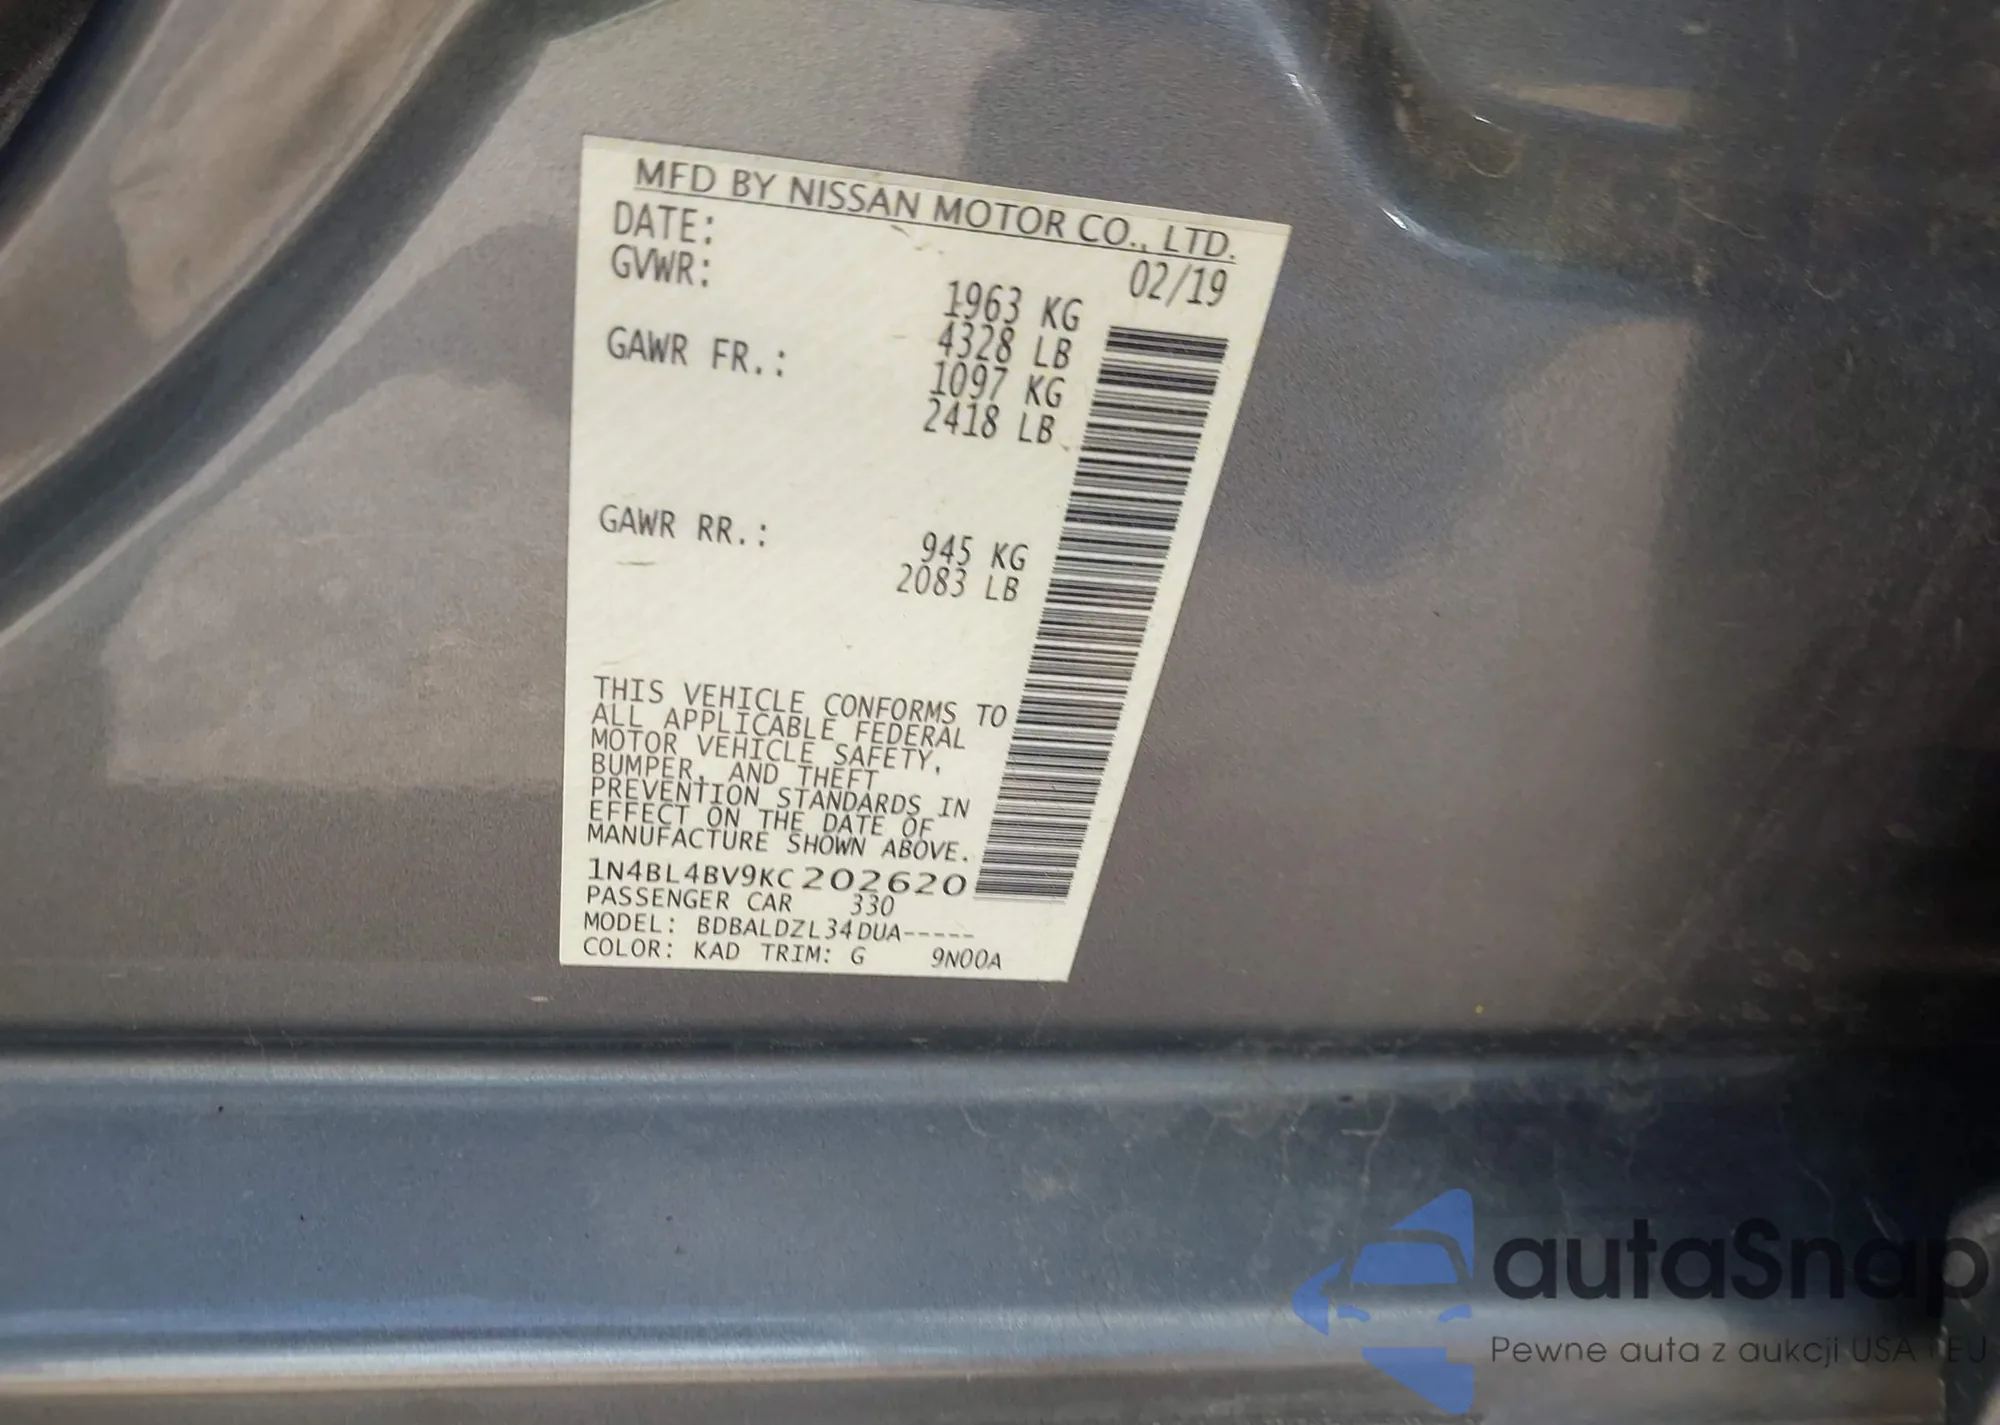 MFD BY NISSAN MOTOR CO., LTD.
DATE: 02/19
GVWR: 1963 KG
4328 LB
GAWR FR.: 1097 KG
2418 LB
GAWR RR.: 945 KG
2083 LB
THIS VEHICLE CONFORMS TO
ALL APPLICABLE FEDERAL
MOTOR VEHICLE SAFETY,
BUMPER, AND THEFT
PREVENTION STANDARDS IN
EFFECT ON THE DATE OF
MANUFACTURE SHOWN ABOVE.
1N4BL4BV9KC202620
PASSENGER CAR 330
MODEL: BDBALDZL34DUA-----
COLOR: KAD TRIM: G 9N00A
autaSnap
Pewne auta z aukcji USA i EU